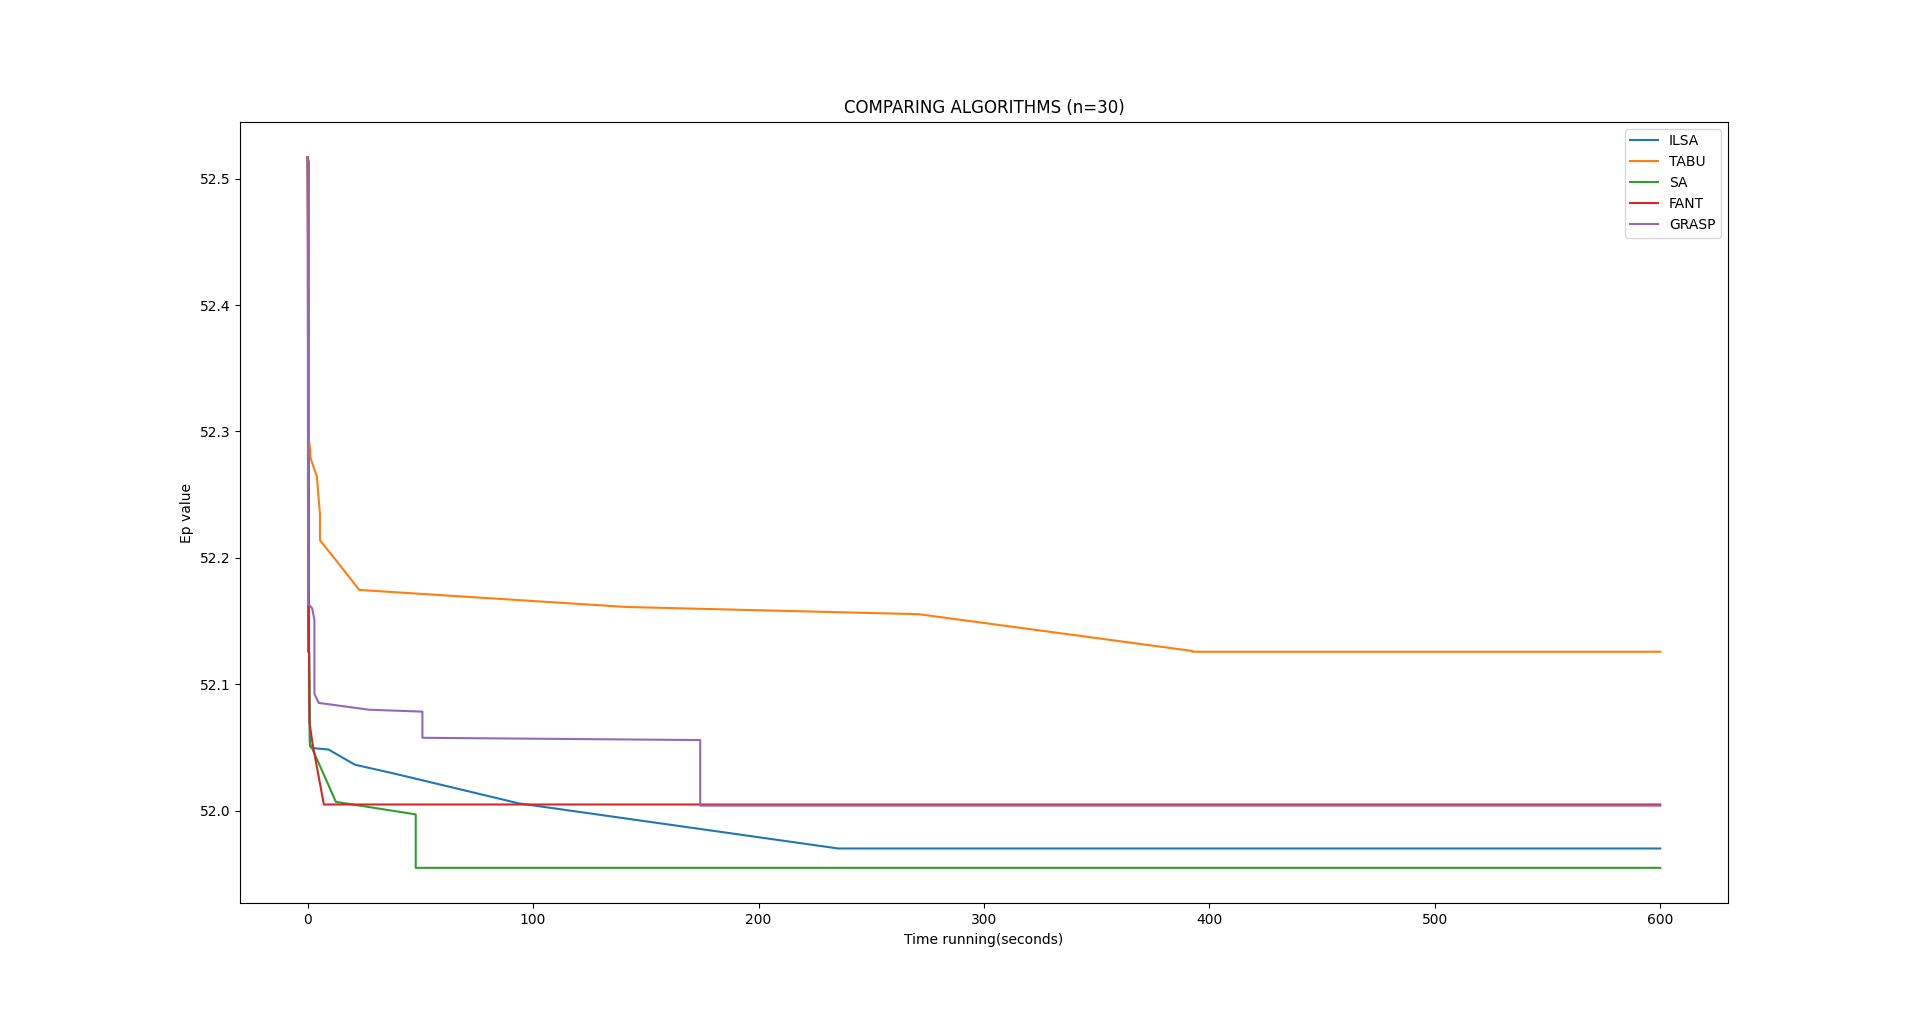 COMPARING ALGORITHMS (n=30)
ILSA
TABU
SA
FANT
GRASP
52.5
52.4
52.3
52.2
52.1
52.0
Ep value
0 100 200 300 400 500 600
Time running(seconds)